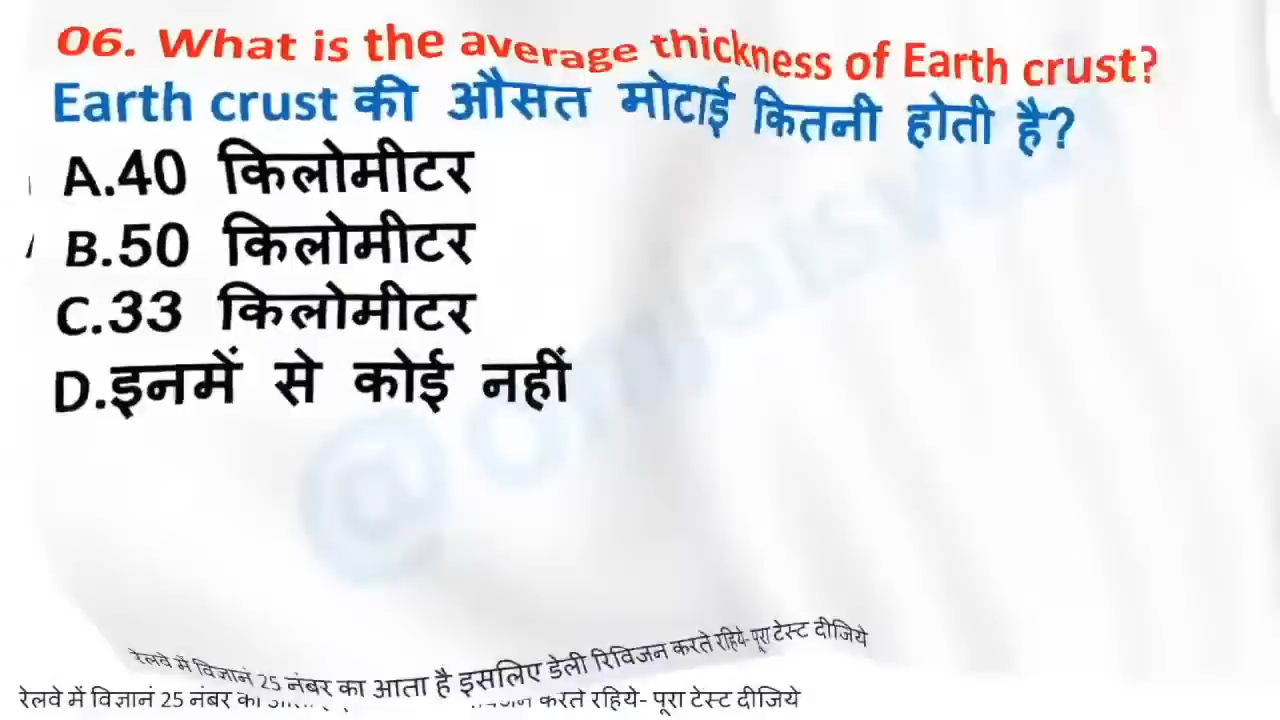 06. What is the average thickness of Earth crust?
Earth crust की औसत मोटाई कितनी होती है?
A.40 किलोमीटर
B.50 किलोमीटर
C.33 किलोमीटर
D.इनमें से कोई नहीं
रेलवे में विज्ञानं 25 नंबर का आता है इसलिए डेली रिविजन करते रहिये- पूरा टेस्ट दीजिये
रेलवे में विज्ञानं 25 नंबर का करते रहिये- पूरा टेस्ट दीजिये